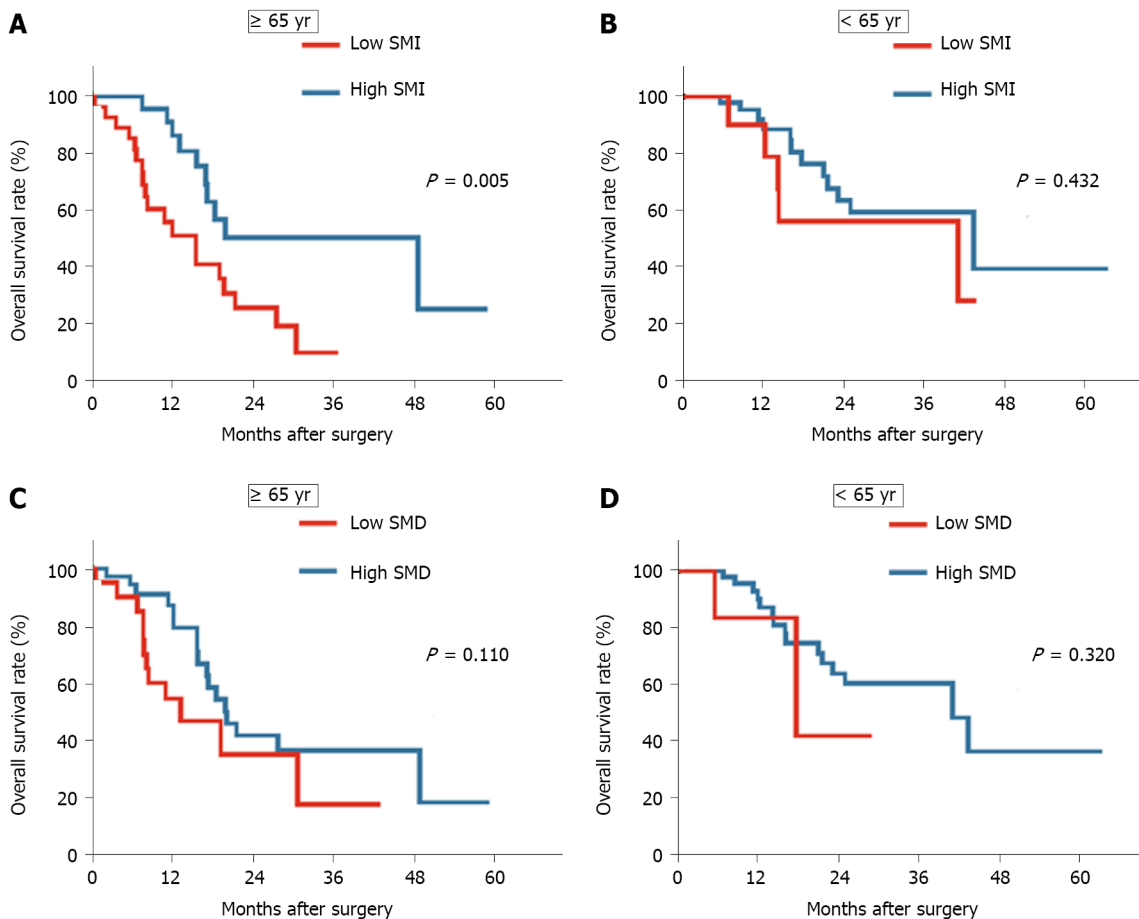 A
≥ 65 yr
Low SMI
High SMI
Overall survival rate (%)
100
80
60
40
20
0
P = 0.005
0 12 24 36 48 60
Months after surgery
B
< 65 yr
Low SMI
High SMI
Overall survival rate (%)
100
80
60
40
20
0
P = 0.432
0 12 24 36 48 60
Months after surgery
C
≥ 65 yr
Low SMD
High SMD
Overall survival rate (%)
100
80
60
40
20
0
P = 0.110
0 12 24 36 48 60
Months after surgery
D
< 65 yr
Low SMD
High SMD
Overall survival rate (%)
100
80
60
40
20
0
P = 0.320
0 12 24 36 48 60
Months after surgery